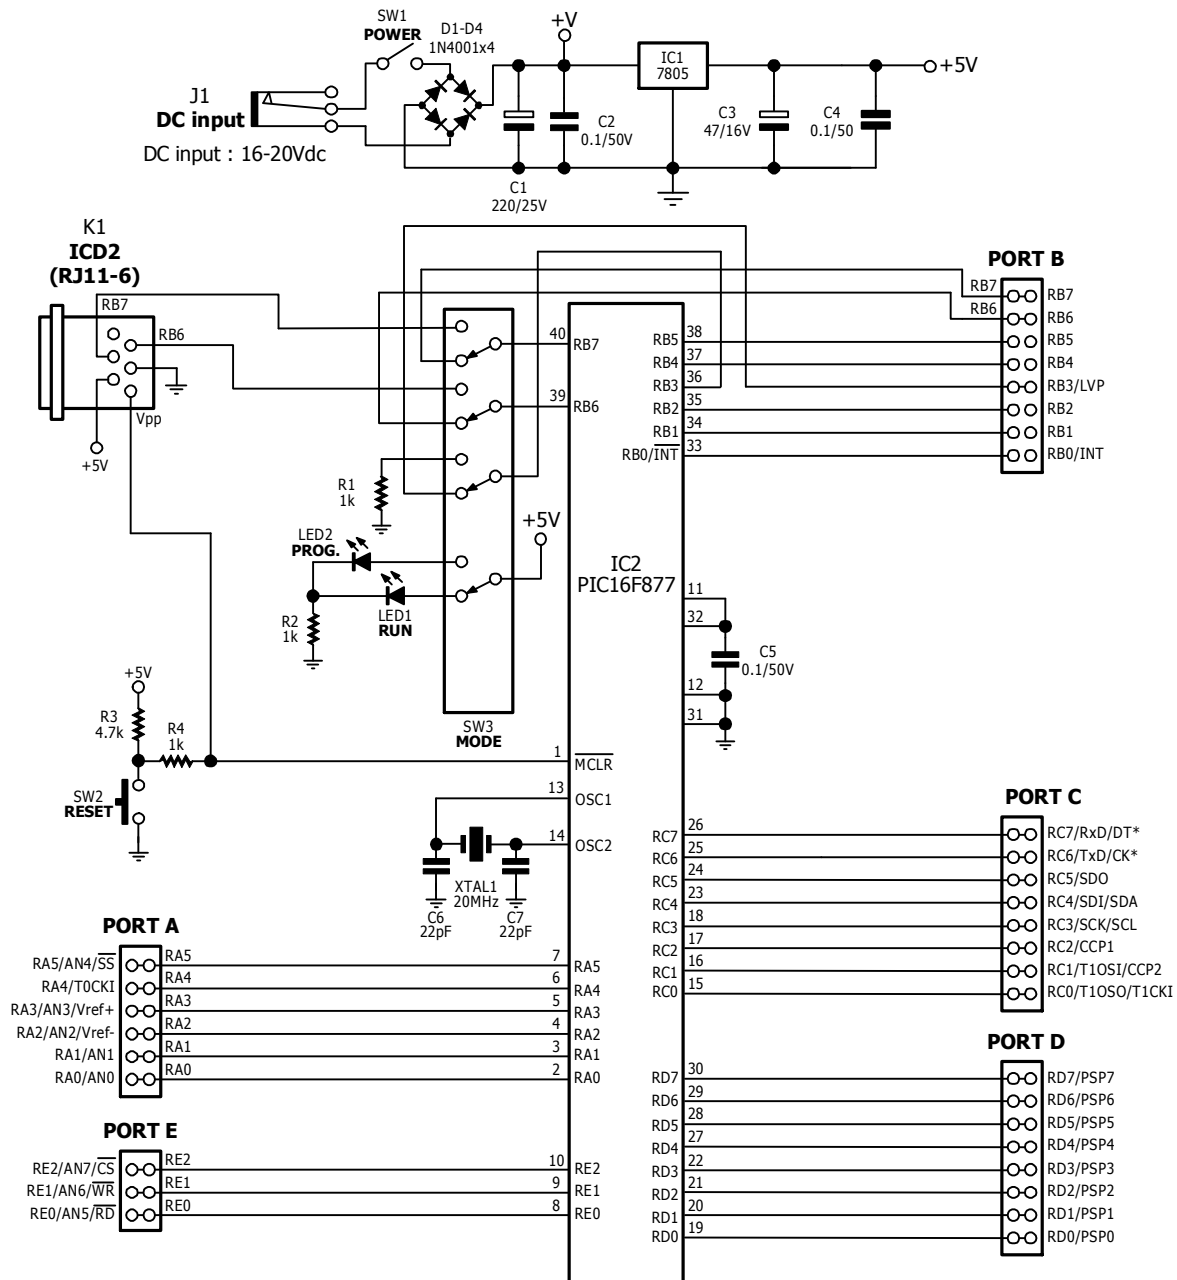 SW1
POWER
D1-D4
1N4001x4
+V
IC1
7805
+5V
J1
DC input
DC input : 16-20Vdc
C1
220/25V
C2
0.1/50V
C3
47/16V
C4
0.1/50
K1
ICD2
(RJ11-6)
RB7
RB6
Vpp
+5V
PORT B
RB7
RB6
RB7
RB6
RB5
RB4
RB3/LVP
RB2
RB1
RB0/INT
40
RB7
39
RB6
RB5
38
RB4
37
RB3
36
RB2
35
RB1
34
RB0/INT
33
R1
1k
LED2
PROG.
LED1
RUN
R2
1k
+5V
IC2
PIC16F877
11
32
12
31
C5
0.1/50V
SW3
MODE
+5V
R3
4.7k
R4
1k
SW2
RESET
1
MCLR
13
OSC1
14
OSC2
XTAL1
20MHz
C6
22pF
C7
22pF
PORT C
RC7
26
RC7/RxD/DT*
RC6
25
RC6/TxD/CK*
RC5
24
RC5/SDO
RC4
23
RC4/SDI/SDA
RC3
18
RC3/SCK/SCL
RC2
17
RC2/CCP1
RC1
16
RC1/T1OSI/CCP2
RC0
15
RC0/T1OSO/T1CKI
PORT A
RA5/AN4/SS
RA5
7
RA5
RA4/T0CKI
RA4
6
RA4
RA3/AN3/Vref+
RA3
5
RA3
RA2/AN2/Vref-
RA2
4
RA2
RA1/AN1
RA1
3
RA1
RA0/AN0
RA0
2
RA0
PORT D
RD7
30
RD7/PSP7
RD6
29
RD6/PSP6
RD5
28
RD5/PSP5
RD4
27
RD4/PSP4
RD3
22
RD3/PSP3
RD2
21
RD2/PSP2
RD1
20
RD1/PSP1
RD0
19
RD0/PSP0
PORT E
RE2/AN7/CS
RE2
10
RE2
RE1/AN6/WR
RE1
9
RE1
RE0/AN5/RD
RE0
8
RE0